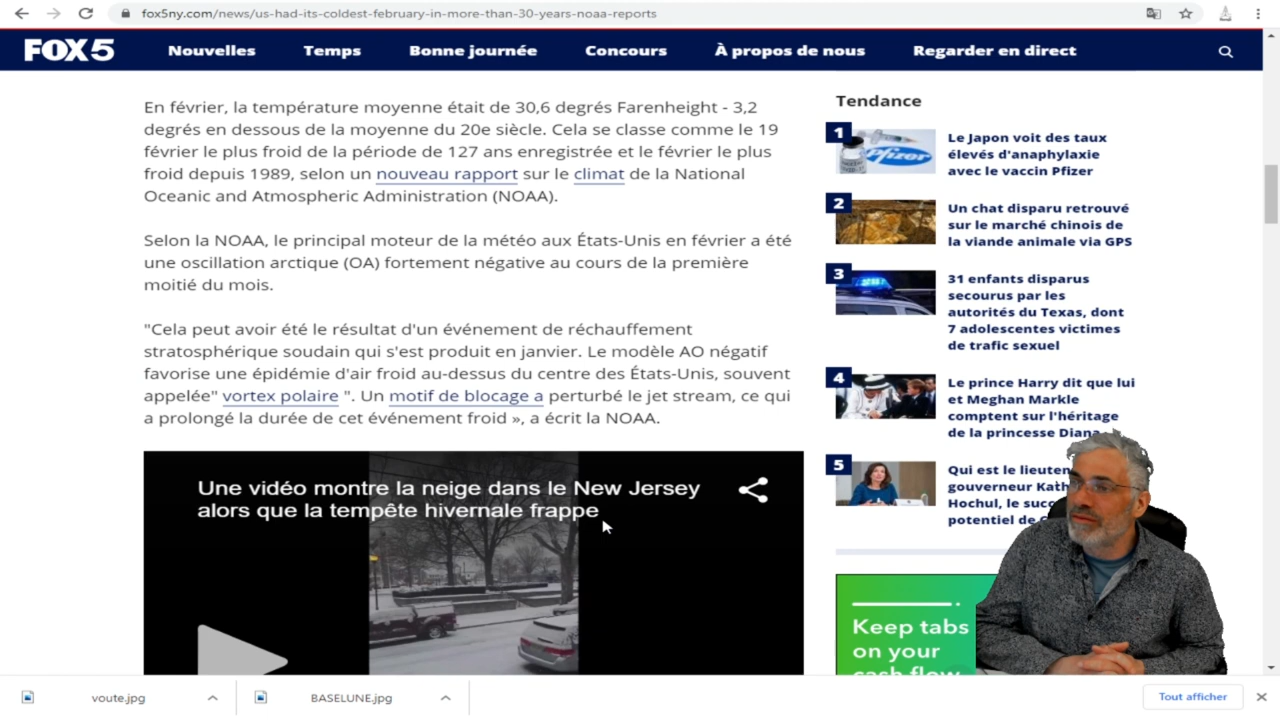 fox5ny.com/news/us-had-its-coldest-february-in-more-than-30-years-noaa-reports
FOX 5
Nouvelles
Temps
Bonne journée
Concours
À propos de nous
Regarder en direct
En février, la température moyenne était de 30,6 degrés Farenheight - 3,2
degrés en dessous de la moyenne du 20e siècle. Cela se classe comme le 19
février le plus froid de la période de 127 ans enregistrée et le février le plus
froid depuis 1989, selon un nouveau rapport sur le climat de la National
Oceanic and Atmospheric Administration (NOAA).
Selon la NOAA, le principal moteur de la météo aux États-Unis en février a été
une oscillation arctique (OA) fortement négative au cours de la première
moitié du mois.
"Cela peut avoir été le résultat d'un événement de réchauffement
stratosphérique soudain qui s'est produit en janvier. Le modèle AO négatif
favorise une épidémie d'air froid au-dessus du centre des États-Unis, souvent
appelée" vortex polaire ". Un motif de blocage a perturbé le jet stream, ce qui
a prolongé la durée de cet événement froid », a écrit la NOAA.
Une vidéo montre la neige dans le New Jersey
alors que la tempête hivernale frappe
Tendance
1
Le Japon voit des taux
élevés d'anaphylaxie
avec le vaccin Pfizer
Pfizer
2
Un chat disparu retrouvé
sur le marché chinois de
la viande animale via GPS
3
31 enfants disparus
secourus par les
autorités du Texas, dont
7 adolescentes victimes
de trafic sexuel
4
Le prince Harry dit que lui
et Meghan Markle
comptent sur l'héritage
de la princesse Diana
5
Qui est le
gouverneur
Hochul, le
potentiel de
Keep tabs
on your
cash flow
voute.jpg
BASELUNE.jpg
Tout afficher